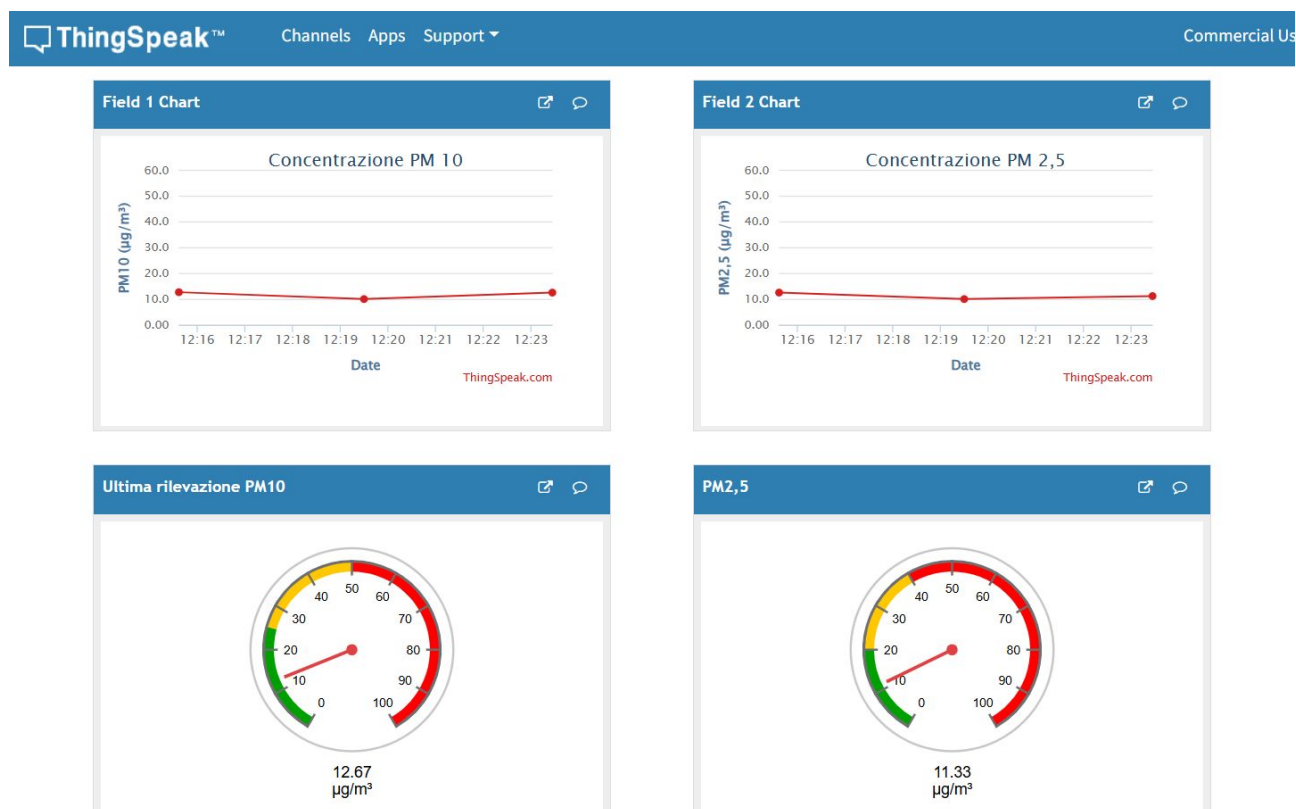 ThingSpeak™ Channels Apps Support Commercial Us
Field 1 Chart
Concentrazione PM 10
PM10 (µg/m³)
60.0
50.0
40.0
30.0
20.0
10.0
0.00
12:16 12:17 12:18 12:19 12:20 12:21 12:22 12:23
Date
ThingSpeak.com
Field 2 Chart
Concentrazione PM 2,5
PM2,5 (µg/m³)
60.0
50.0
40.0
30.0
20.0
10.0
0.00
12:16 12:17 12:18 12:19 12:20 12:21 12:22 12:23
Date
ThingSpeak.com
Ultima rilevazione PM10
0
10
20
30
40
50
60
70
80
90
100
12.67
µg/m³
PM2,5
0
10
20
30
40
50
60
70
80
90
100
11.33
µg/m³